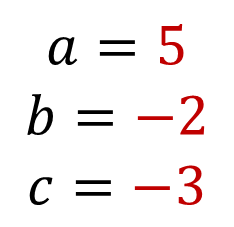 a = 5
b = −2
c = −3